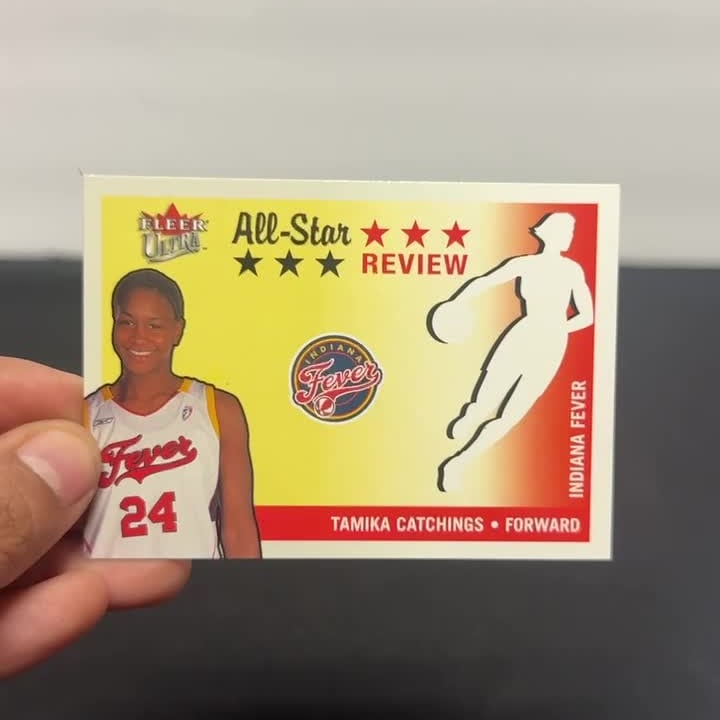 FLEER
ULTRA
All-Star
REVIEW
INDIANA
Fever
Fever
24
INDIANA FEVER
TAMIKA CATCHINGS • FORWARD